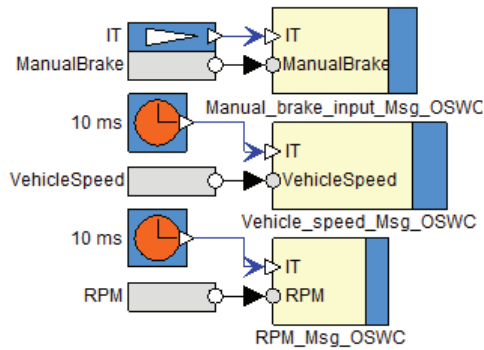 IT IT
ManualBrake ManualBrake
Manual_brake_input_Msg_OSWC
10 ms
IT
VehicleSpeed VehicleSpeed
Vehicle_speed_Msg_OSWC
10 ms
IT
RPM RPM
RPM_Msg_OSWC